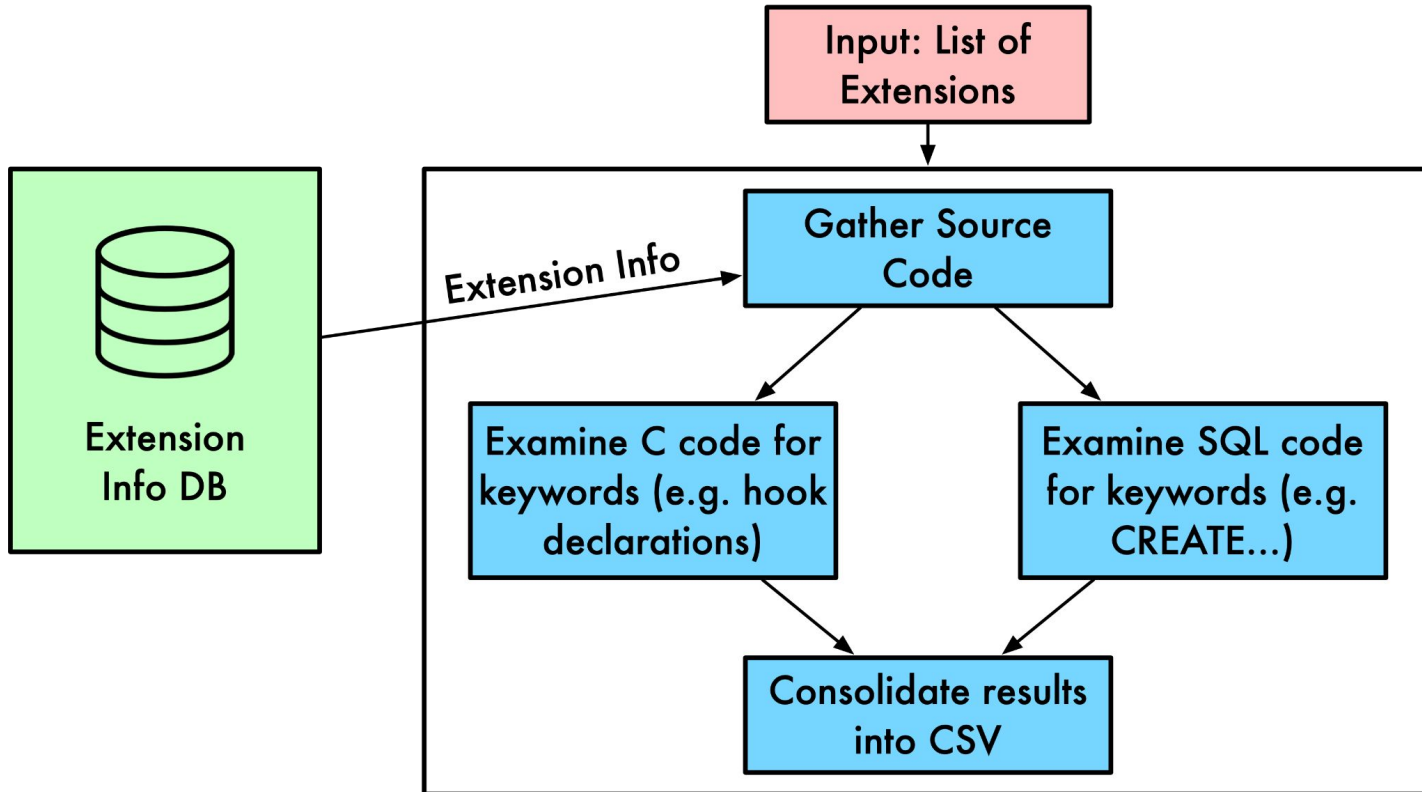 Input: List of
Extensions
Gather Source
Code
Extension Info
Extension
Info DB
Examine C code for
keywords (e.g. hook
declarations)
Examine SQL code
for keywords (e.g.
CREATE...)
Consolidate results
into CSV